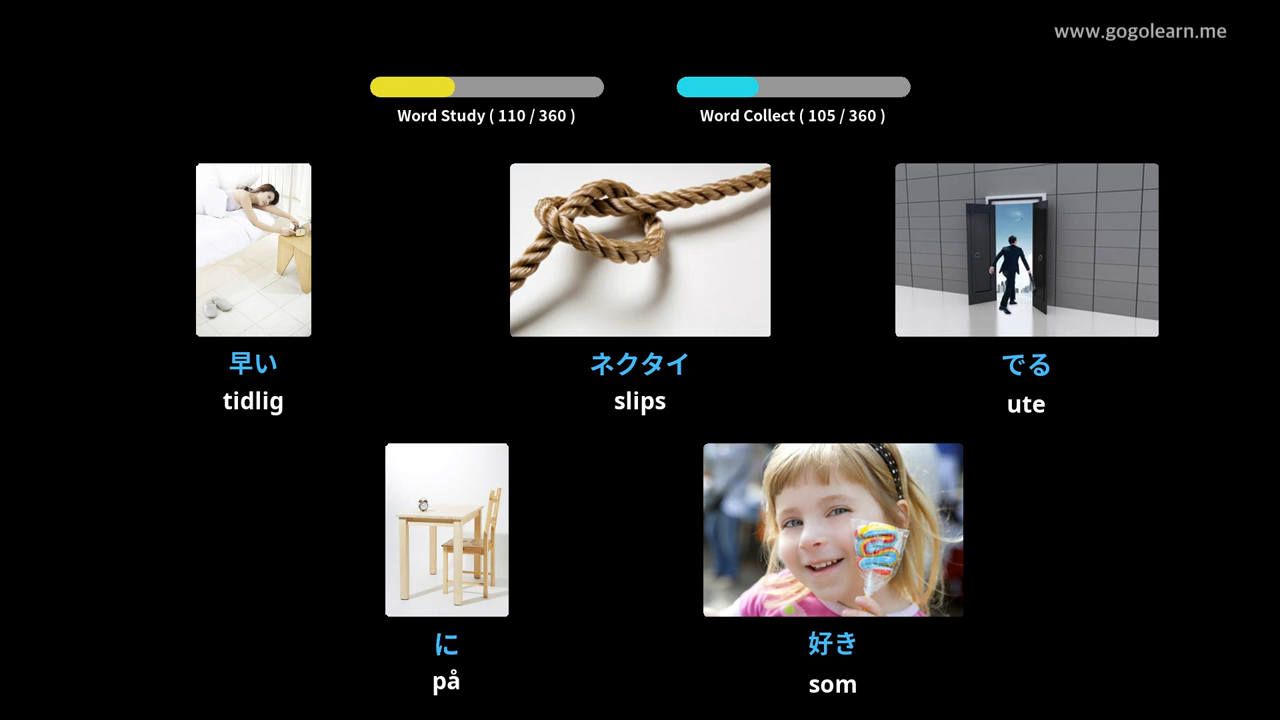 www.gogolearn.me
Word Study ( 110 / 360 )
Word Collect ( 105 / 360 )
早い
tidlig
ネクタイ
slips
でる
ute
に
på
好き
som